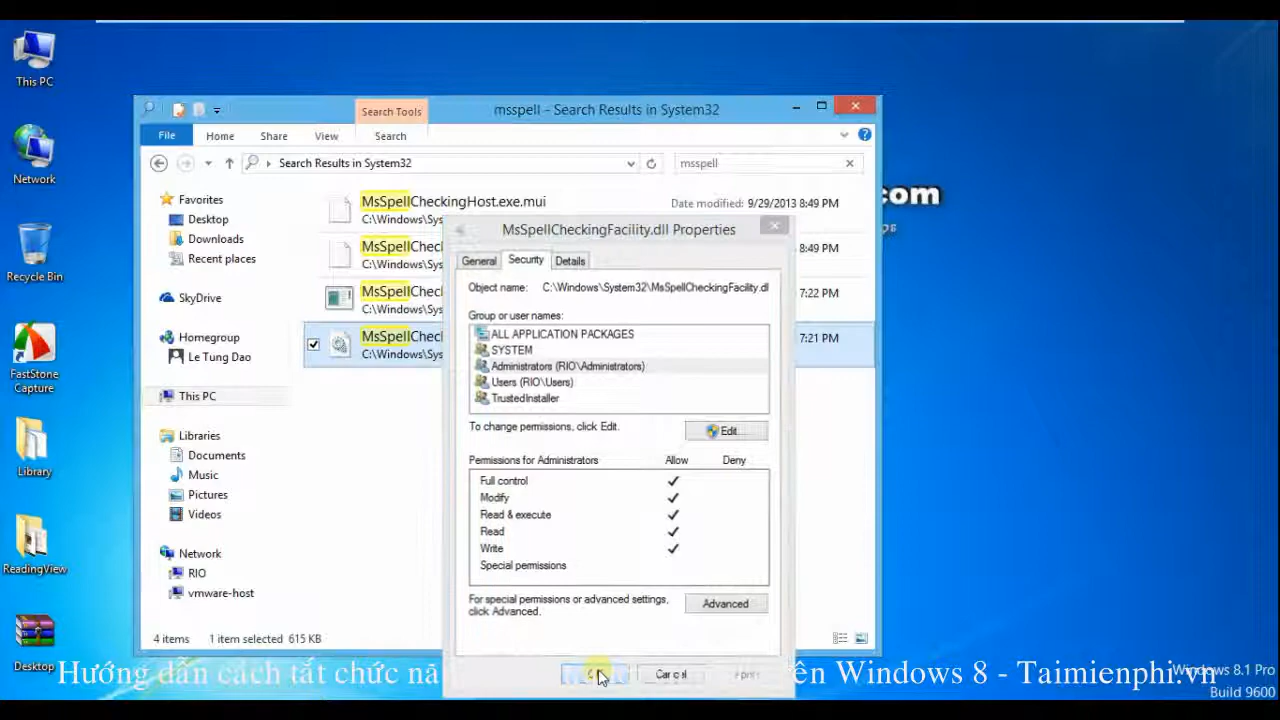 This PC
Network
Recycle Bin
FastStone
Capture
Library
ReadingView
Desktop
Search Tools
msspell - Search Results in System32
File
Home
Share
View
Search
Search Results in System32
msspell
Favorites
Desktop
Downloads
Recent places
SkyDrive
Homegroup
Le Tung Dao
This PC
Libraries
Documents
Music
Pictures
Videos
Network
RIO
vmware-host
MsSpellCheckingHost.exe.mui
Date modified: 9/29/2013 8:49 PM
C:\Windows\Sys
MsSpellChec
8:49 PM
C:\Windows\Sys
MsSpellChec
7:22 PM
C:\Windows\Sys
MsSpellChec
7:21 PM
C:\Windows\Sys
4 items
1 item selected 615 KB
MsSpellCheckingFacility.dll Properties
General
Security
Details
Object name: C:\Windows\System32\MsSpellCheckingFacility.dl
Group or user names:
ALL APPLICATION PACKAGES
SYSTEM
Administrators (RIO\Administrators)
Users (RIO\Users)
TrustedInstaller
To change permissions, click Edit.
Edit...
Permissions for Administrators
Allow
Deny
Full control
Modify
Read & execute
Read
Write
Special permissions
For special permissions or advanced settings,
click Advanced.
Advanced
Cancel
.com
ps
Hướng dẫn cách tắt chức nă
ên Windows 8 - Taimienphi.vn
Windows 8.1 Pro
Build 9600